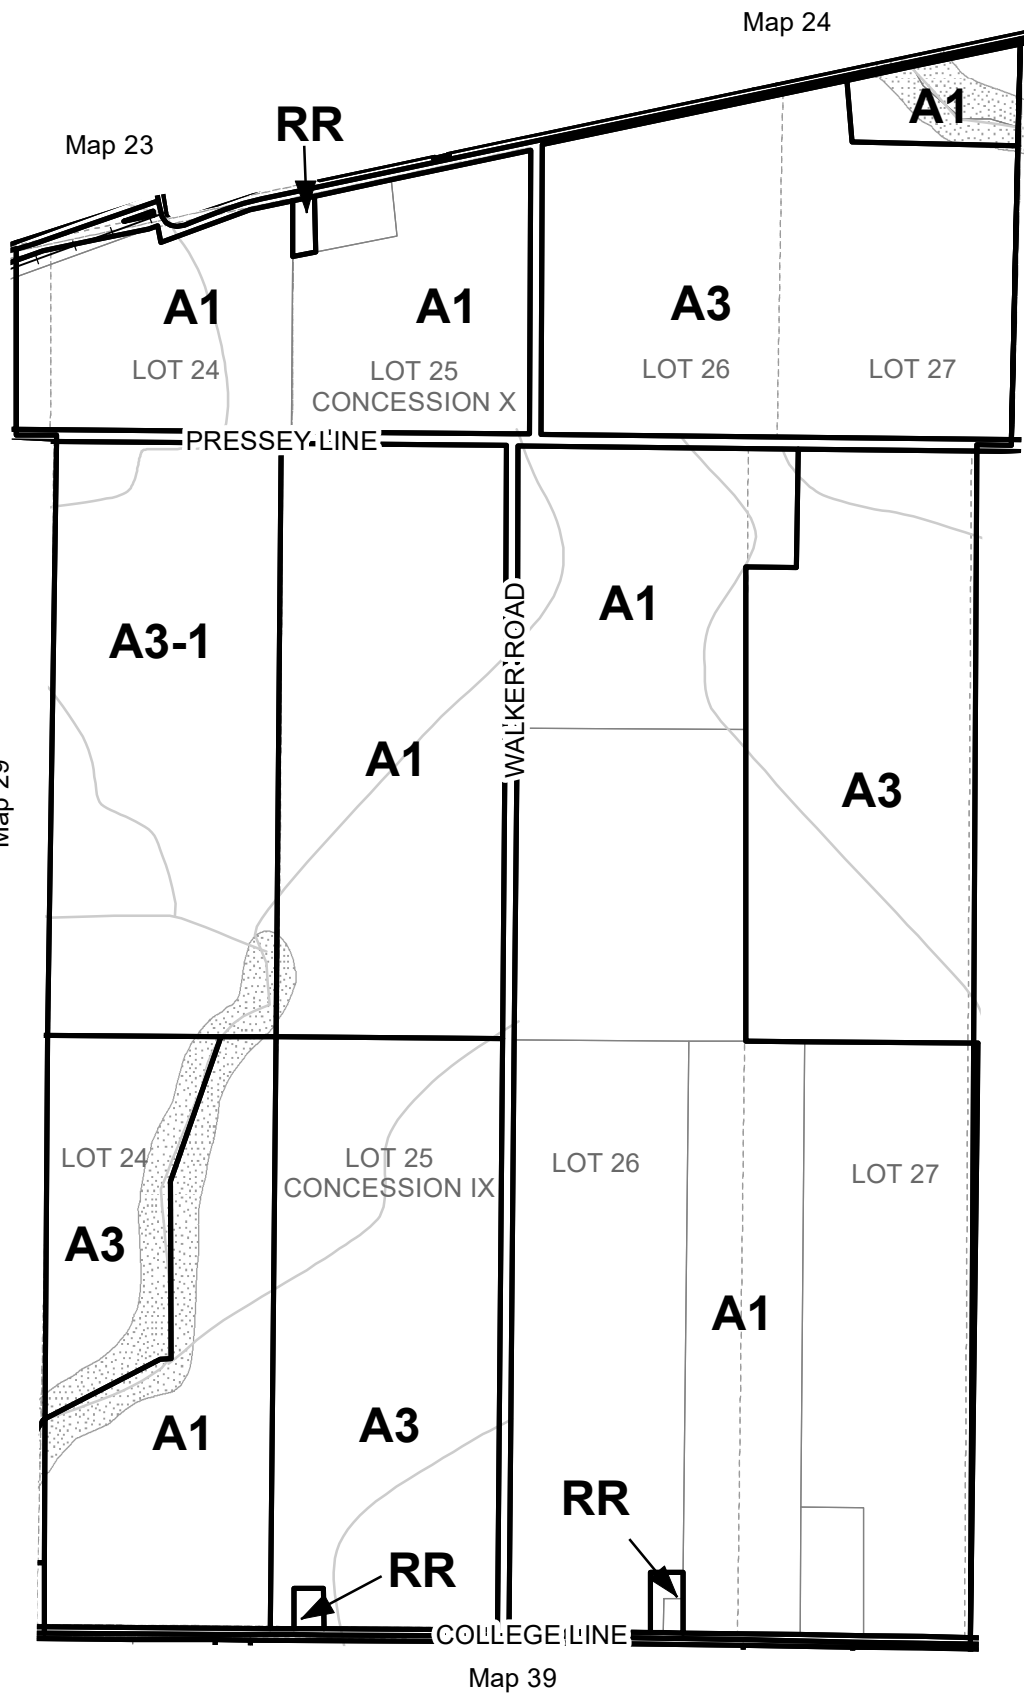 Map 24
A1
RR
Map 23
A1
A1
A3
LOT 24
LOT 25
CONCESSION X
LOT 26
LOT 27
PRESSEY LINE
A3-1
A1
WALKER ROAD
A1
A3
Map 29
LOT 24
LOT 25
CONCESSION IX
LOT 26
LOT 27
A3
A1
A1
A3
RR
RR
COLLEGE LINE
Map 39